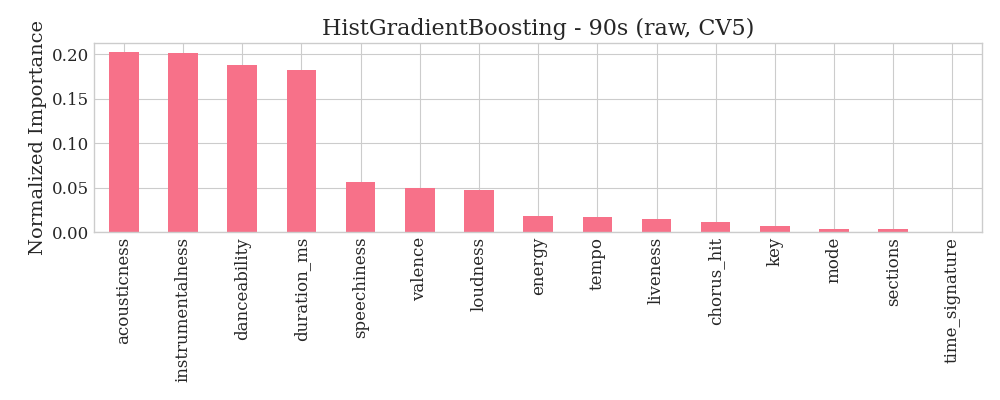 HistGradientBoosting - 90s (raw, CV5)
Normalized Importance
0.20
0.15
0.10
0.05
0.00
acousticness
instrumentalness
danceability
duration_ms
speechiness
valence
loudness
energy
tempo
liveness
chorus_hit
key
mode
sections
time_signature